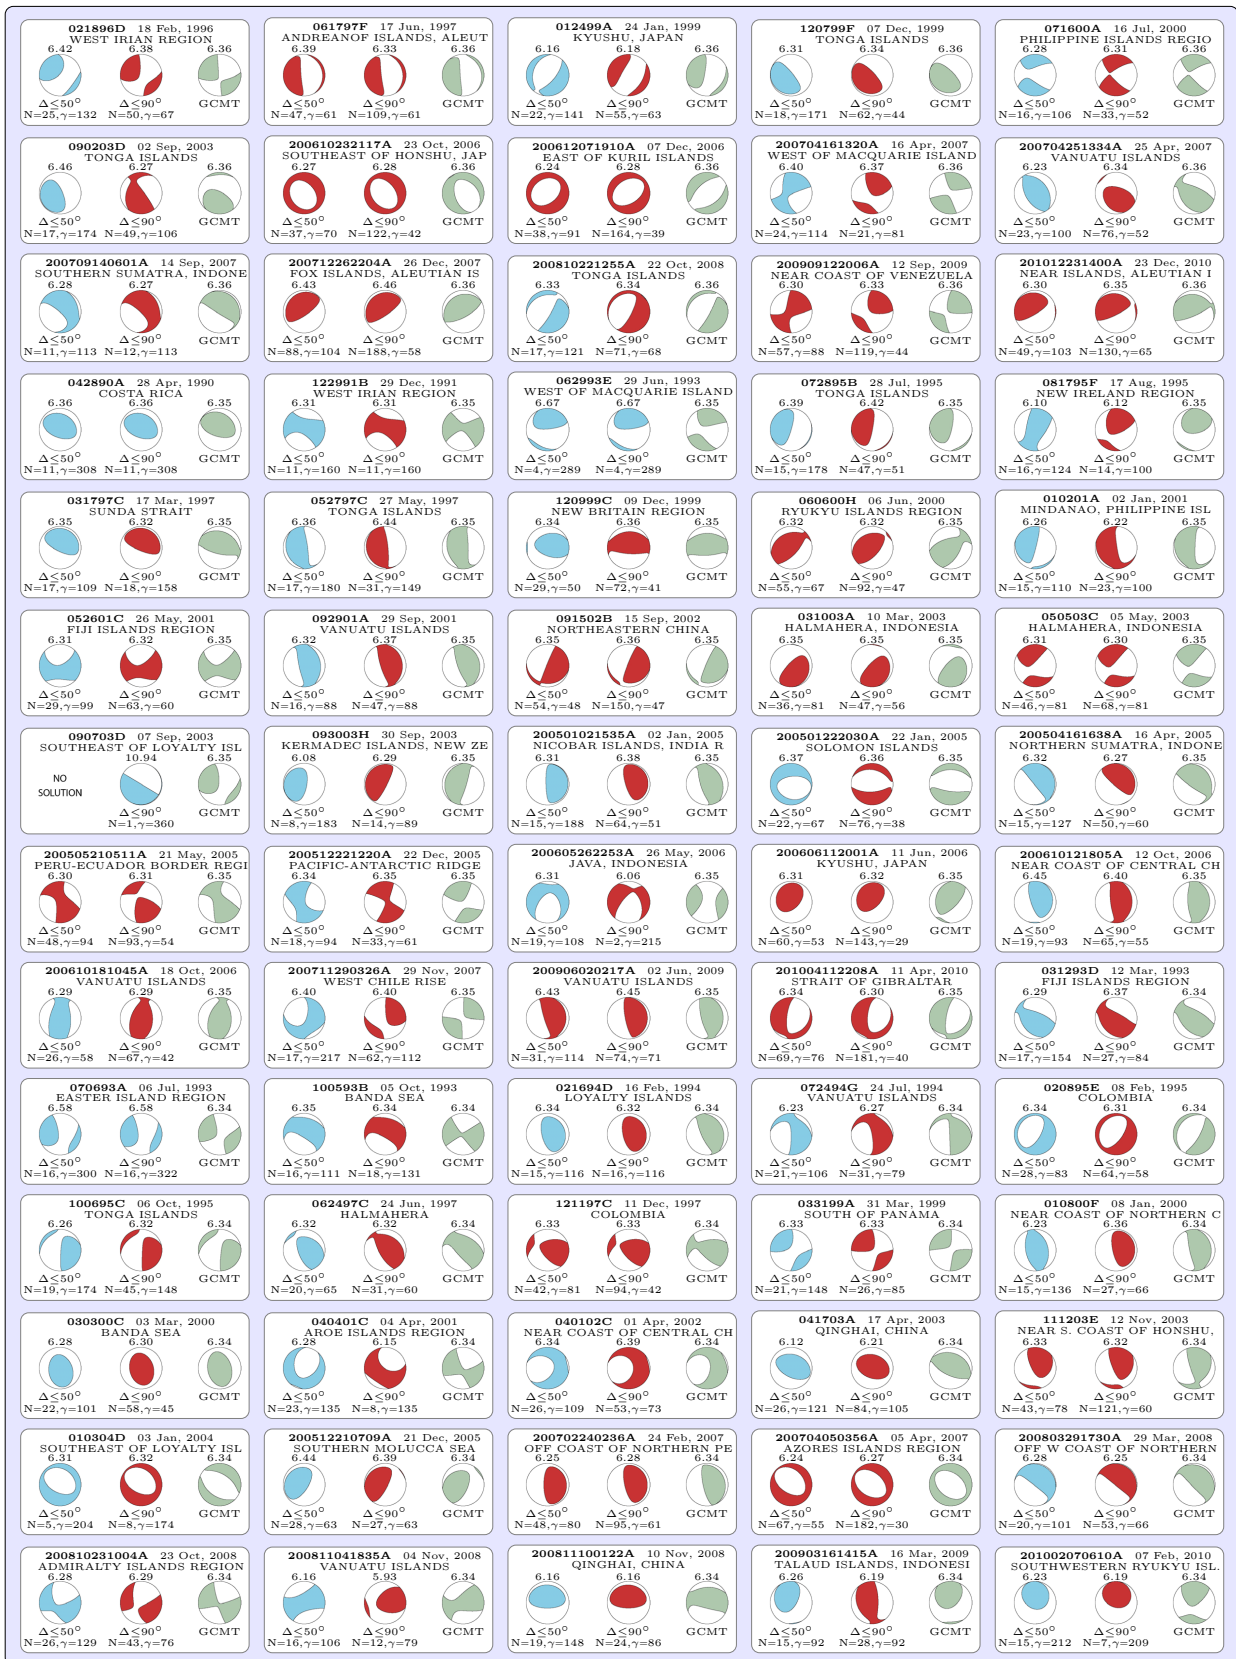 021896D 18 Feb, 1996
WEST IRIAN REGION
6.42 6.38 6.36
Δ≤50° Δ≤90° GCMT
N=25,γ=132 N=50,γ=67
061797F 17 Jun, 1997
ANDREANOF ISLANDS, ALEUT
6.39 6.33 6.36
Δ≤50° Δ≤90° GCMT
N=47,γ=61 N=109,γ=61
012499A 24 Jan, 1999
KYUSHU, JAPAN
6.16 6.18 6.36
Δ≤50° Δ≤90° GCMT
N=22,γ=141 N=55,γ=63
120799F 07 Dec, 1999
TONGA ISLANDS
6.31 6.34 6.36
Δ≤50° Δ≤90° GCMT
N=18,γ=171 N=62,γ=44
071600A 16 Jul, 2000
PHILIPPINE ISLANDS REGIO
6.28 6.31 6.36
Δ≤50° Δ≤90° GCMT
N=16,γ=106 N=33,γ=52
090203D 02 Sep, 2003
TONGA ISLANDS
6.46 6.27 6.36
Δ≤50° Δ≤90° GCMT
N=17,γ=174 N=49,γ=106
200610232117A 23 Oct, 2006
SOUTHEAST OF HONSHU, JAP
6.27 6.28 6.36
Δ≤50° Δ≤90° GCMT
N=37,γ=70 N=122,γ=42
200612071910A 07 Dec, 2006
EAST OF KURIL ISLANDS
6.24 6.28 6.36
Δ≤50° Δ≤90° GCMT
N=38,γ=91 N=164,γ=39
200704161320A 16 Apr, 2007
WEST OF MACQUARIE ISLAND
6.40 6.37 6.36
Δ≤50° Δ≤90° GCMT
N=24,γ=114 N=21,γ=81
200704251334A 25 Apr, 2007
VANUATU ISLANDS
6.23 6.34 6.36
Δ≤50° Δ≤90° GCMT
N=23,γ=100 N=76,γ=52
200709140601A 14 Sep, 2007
SOUTHERN SUMATRA, INDONE
6.28 6.27 6.36
Δ≤50° Δ≤90° GCMT
N=11,γ=113 N=12,γ=113
200712262204A 26 Dec, 2007
FOX ISLANDS, ALEUTIAN IS
6.43 6.46 6.36
Δ≤50° Δ≤90° GCMT
N=88,γ=104 N=188,γ=58
200810221255A 22 Oct, 2008
TONGA ISLANDS
6.33 6.34 6.36
Δ≤50° Δ≤90° GCMT
N=17,γ=121 N=71,γ=68
200909122006A 12 Sep, 2009
NEAR COAST OF VENEZUELA
6.36 6.33 6.36
Δ≤50° Δ≤90° GCMT
N=57,γ=88 N=119,γ=44
201012231400A 23 Dec, 2010
NEAR ISLANDS, ALEUTIAN I
6.30 6.35 6.36
Δ≤50° Δ≤90° GCMT
N=49,γ=103 N=130,γ=65
042890A 28 Apr, 1990
COSTA RICA
6.36 6.36 6.35
Δ≤50° Δ≤90° GCMT
N=11,γ=308 N=11,γ=308
122991B 29 Dec, 1991
WEST IRIAN REGION
6.31 6.31 6.35
Δ≤50° Δ≤90° GCMT
N=11,γ=160 N=11,γ=160
062993E 29 Jun, 1993
WEST OF MACQUARIE ISLAND
6.67 6.67 6.35
Δ≤50° Δ≤90° GCMT
N=4,γ=289 N=4,γ=289
072895B 28 Jul, 1995
TONGA ISLANDS
6.39 6.42 6.35
Δ≤50° Δ≤90° GCMT
N=15,γ=178 N=47,γ=51
081795F 17 Aug, 1995
NEW IRELAND REGION
6.10 6.12 6.35
Δ≤50° Δ≤90° GCMT
N=16,γ=124 N=14,γ=100
031797C 17 Mar, 1997
SUNDA STRAIT
6.35 6.32 6.35
Δ≤50° Δ≤90° GCMT
N=17,γ=109 N=18,γ=158
052797C 27 May, 1997
TONGA ISLANDS
6.36 6.44 6.35
Δ≤50° Δ≤90° GCMT
N=17,γ=180 N=31,γ=149
120999C 09 Dec, 1999
NEW BRITAIN REGION
6.34 6.36 6.35
Δ≤50° Δ≤90° GCMT
N=29,γ=50 N=72,γ=41
060600H 06 Jun, 2000
RYUKYU ISLANDS REGION
6.32 6.32 6.35
Δ≤50° Δ≤90° GCMT
N=55,γ=67 N=92,γ=47
010201A 02 Jan, 2001
MINDANAO, PHILIPPINE ISL
6.26 6.22 6.35
Δ≤50° Δ≤90° GCMT
N=15,γ=110 N=23,γ=100
052601C 26 May, 2001
FIJI ISLANDS REGION
6.31 6.32 6.35
Δ≤50° Δ≤90° GCMT
N=29,γ=99 N=63,γ=60
092901A 29 Sep, 2001
VANUATU ISLANDS
6.32 6.37 6.35
Δ≤50° Δ≤90° GCMT
N=16,γ=88 N=47,γ=88
091502B 15 Sep, 2002
NORTHEASTERN CHINA
6.35 6.36 6.35
Δ≤50° Δ≤90° GCMT
N=54,γ=48 N=150,γ=47
031003A 10 Mar, 2003
HALMAHERA, INDONESIA
6.35 6.35 6.35
Δ≤50° Δ≤90° GCMT
N=36,γ=81 N=47,γ=56
050503C 05 May, 2003
HALMAHERA, INDONESIA
6.31 6.30 6.35
Δ≤50° Δ≤90° GCMT
N=46,γ=81 N=68,γ=81
090703D 07 Sep, 2003
SOUTHEAST OF LOYALTY ISL
10.94 6.35
NO
SOLUTION
Δ≤90° GCMT
N=1,γ=360
093003H 30 Sep, 2003
KERMADEC ISLANDS, NEW ZE
6.08 6.29 6.35
Δ≤50° Δ≤90° GCMT
N=8,γ=183 N=14,γ=89
200501021535A 02 Jan, 2005
NICOBAR ISLANDS, INDIA R
6.31 6.38 6.35
Δ≤50° Δ≤90° GCMT
N=15,γ=188 N=64,γ=51
200501222030A 22 Jan, 2005
SOLOMON ISLANDS
6.37 6.36 6.35
Δ≤50° Δ≤90° GCMT
N=22,γ=67 N=76,γ=38
200504161638A 16 Apr, 2005
NORTHERN SUMATRA, INDONE
6.32 6.27 6.35
Δ≤50° Δ≤90° GCMT
N=15,γ=127 N=50,γ=60
200505210511A 21 May, 2005
PERU-ECUADOR BORDER REGI
6.30 6.31 6.35
Δ≤50° Δ≤90° GCMT
N=48,γ=94 N=93,γ=54
200512221220A 22 Dec, 2005
PACIFIC-ANTARCTIC RIDGE
6.34 6.35 6.35
Δ≤50° Δ≤90° GCMT
N=18,γ=94 N=33,γ=61
200605262253A 26 May, 2006
JAVA, INDONESIA
6.31 6.06 6.35
Δ≤50° Δ≤90° GCMT
N=19,γ=108 N=2,γ=215
200606112001A 11 Jun, 2006
KYUSHU, JAPAN
6.31 6.32 6.35
Δ≤50° Δ≤90° GCMT
N=60,γ=53 N=143,γ=29
200610121805A 12 Oct, 2006
NEAR COAST OF CENTRAL CH
6.45 6.40 6.35
Δ≤50° Δ≤90° GCMT
N=19,γ=93 N=65,γ=55
200610181045A 18 Oct, 2006
VANUATU ISLANDS
6.29 6.29 6.35
Δ≤50° Δ≤90° GCMT
N=26,γ=58 N=67,γ=42
200711290326A 29 Nov, 2007
WEST CHILE RISE
6.40 6.40 6.35
Δ≤50° Δ≤90° GCMT
N=17,γ=217 N=62,γ=112
200906020217A 02 Jun, 2009
VANUATU ISLANDS
6.43 6.45 6.35
Δ≤50° Δ≤90° GCMT
N=31,γ=114 N=74,γ=71
201004112208A 11 Apr, 2010
STRAIT OF GIBRALTAR
6.34 6.30 6.35
Δ≤50° Δ≤90° GCMT
N=69,γ=76 N=181,γ=40
031293D 12 Mar, 1993
FIJI ISLANDS REGION
6.29 6.37 6.34
Δ≤50° Δ≤90° GCMT
N=17,γ=154 N=27,γ=84
070693A 06 Jul, 1993
EASTER ISLAND REGION
6.58 6.58 6.34
Δ≤50° Δ≤90° GCMT
N=16,γ=300 N=16,γ=322
100593B 05 Oct, 1993
BANDA SEA
6.35 6.34 6.34
Δ≤50° Δ≤90° GCMT
N=16,γ=111 N=18,γ=131
021694D 16 Feb, 1994
LOYALTY ISLANDS
6.34 6.32 6.34
Δ≤50° Δ≤90° GCMT
N=15,γ=116 N=16,γ=116
072494G 24 Jul, 1994
VANUATU ISLANDS
6.23 6.27 6.34
Δ≤50° Δ≤90° GCMT
N=21,γ=106 N=31,γ=79
020895E 08 Feb, 1995
COLOMBIA
6.34 6.31 6.34
Δ≤50° Δ≤90° GCMT
N=28,γ=83 N=64,γ=58
100695C 06 Oct, 1995
TONGA ISLANDS
6.26 6.32 6.34
Δ≤50° Δ≤90° GCMT
N=19,γ=174 N=45,γ=148
062497C 24 Jun, 1997
HALMAHERA
6.32 6.32 6.34
Δ≤50° Δ≤90° GCMT
N=20,γ=65 N=31,γ=60
121197C 11 Dec, 1997
COLOMBIA
6.33 6.33 6.34
Δ≤50° Δ≤90° GCMT
N=42,γ=81 N=94,γ=42
033199A 31 Mar, 1999
SOUTH OF PANAMA
6.33 6.33 6.34
Δ≤50° Δ≤90° GCMT
N=21,γ=148 N=26,γ=85
010800F 08 Jan, 2000
NEAR COAST OF NORTHERN C
6.23 6.36 6.34
Δ≤50° Δ≤90° GCMT
N=15,γ=136 N=27,γ=66
030300C 03 Mar, 2000
BANDA SEA
6.28 6.30 6.34
Δ≤50° Δ≤90° GCMT
N=22,γ=101 N=58,γ=45
040401C 04 Apr, 2001
AROE ISLANDS REGION
6.28 6.15 6.34
Δ≤50° Δ≤90° GCMT
N=23,γ=135 N=8,γ=135
040102C 01 Apr, 2002
NEAR COAST OF CENTRAL CH
6.34 6.39 6.34
Δ≤50° Δ≤90° GCMT
N=26,γ=109 N=53,γ=73
041703A 17 Apr, 2003
QINGHAI, CHINA
6.12 6.21 6.34
Δ≤50° Δ≤90° GCMT
N=26,γ=121 N=84,γ=105
111203E 12 Nov, 2003
NEAR S. COAST OF HONSHU,
6.33 6.32 6.34
Δ≤50° Δ≤90° GCMT
N=43,γ=78 N=121,γ=60
010304D 03 Jan, 2004
SOUTHEAST OF LOYALTY ISL
6.31 6.32 6.34
Δ≤50° Δ≤90° GCMT
N=5,γ=204 N=8,γ=174
200512210709A 21 Dec, 2005
SOUTHERN MOLUCCA SEA
6.44 6.39 6.34
Δ≤50° Δ≤90° GCMT
N=28,γ=63 N=27,γ=63
200702240236A 24 Feb, 2007
OFF COAST OF NORTHERN PE
6.25 6.28 6.34
Δ≤50° Δ≤90° GCMT
N=48,γ=80 N=95,γ=61
200704050356A 05 Apr, 2007
AZORES ISLANDS REGION
6.24 6.27 6.34
Δ≤50° Δ≤90° GCMT
N=67,γ=55 N=182,γ=30
200803291730A 29 Mar, 2008
OFF W COAST OF NORTHERN
6.28 6.25 6.34
Δ≤50° Δ≤90° GCMT
N=20,γ=101 N=53,γ=66
200810231004A 23 Oct, 2008
ADMIRALTY ISLANDS REGION
6.28 6.29 6.34
Δ≤50° Δ≤90° GCMT
N=26,γ=129 N=43,γ=76
200811041835A 04 Nov, 2008
VANUATU ISLANDS
6.16 5.93 6.34
Δ≤50° Δ≤90° GCMT
N=16,γ=106 N=12,γ=79
200811100122A 10 Nov, 2008
QINGHAI, CHINA
6.16 6.16 6.34
Δ≤50° Δ≤90° GCMT
N=19,γ=148 N=24,γ=86
200903161415A 16 Mar, 2009
TALAUD ISLANDS, INDONESI
6.26 6.19 6.34
Δ≤50° Δ≤90° GCMT
N=15,γ=92 N=28,γ=92
201002070610A 07 Feb, 2010
SOUTHWESTERN RYUKYU ISL.
6.25 6.19 6.34
Δ≤50° Δ≤90° GCMT
N=15,γ=212 N=7,γ=209